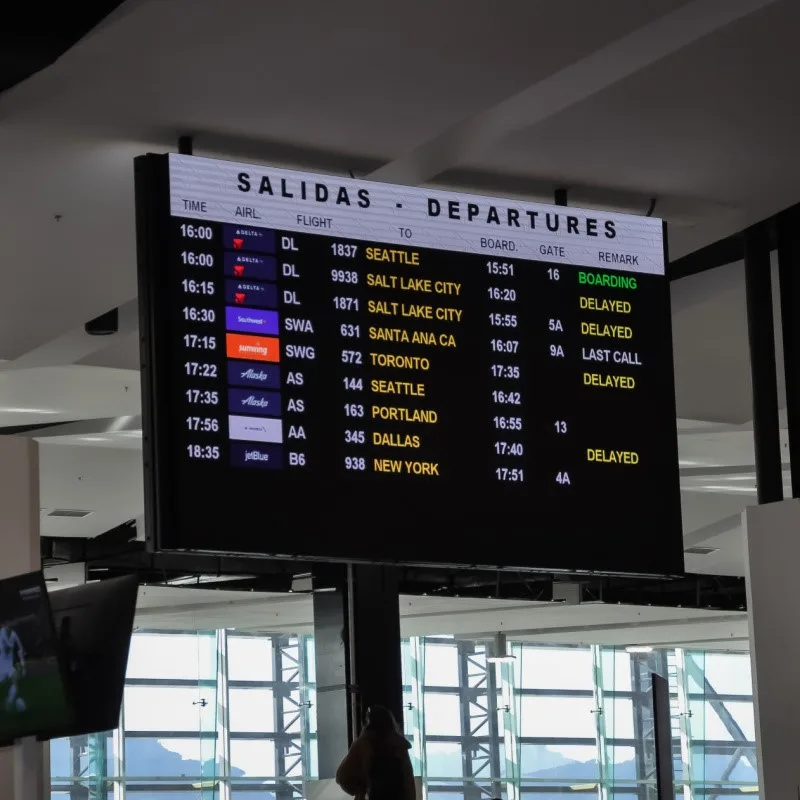 SALIDAS - DEPARTURES
TIME AIRL. FLIGHT TO BOARD. GATE REMARK
16:00 DELTA DL 1837 SEATTLE 15:51 16 BOARDING
16:00 DELTA DL 9938 SALT LAKE CITY 16:20 DELAYED
16:15 DELTA DL 1871 SALT LAKE CITY 15:55 5A DELAYED
16:30 Southwest SWA 631 SANTA ANA CA 16:07 9A LAST CALL
17:15 sunwing SWG 572 TORONTO 17:35 DELAYED
17:22 Alaska AS 144 SEATTLE 16:42
17:35 Alaska AS 163 PORTLAND 16:55 13
17:56 AA 345 DALLAS 17:40 DELAYED
18:35 jetBlue B6 938 NEW YORK 17:51 4A